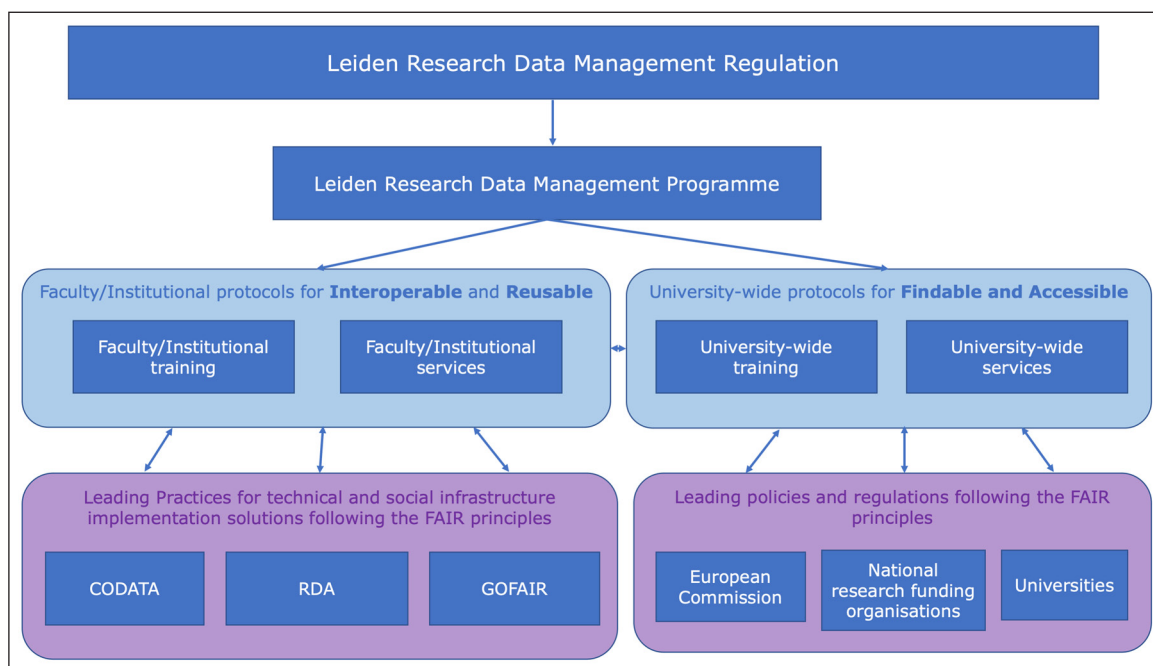 Leiden Research Data Management Regulation
Leiden Research Data Management Programme
Faculty/Institutional protocols for Interoperable and Reusable
Faculty/Institutional
training
Faculty/Institutional
services
University-wide protocols for Findable and Accessible
University-wide
training
University-wide
services
Leading Practices for technical and social infrastructure
implementation solutions following the FAIR principles
CODATA
RDA
GOFAIR
Leading policies and regulations following the FAIR
principles
European
Commission
National
research funding
organisations
Universities